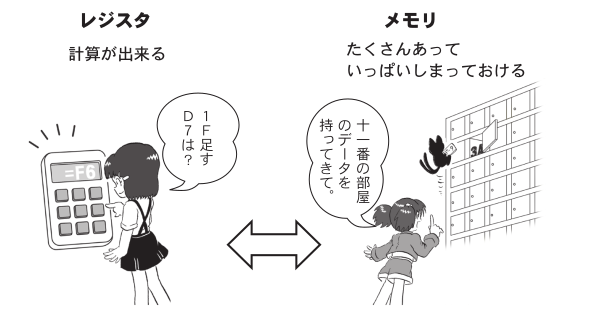 レジスタ
計算が出来る
1F足す
D7は?
=F6
メモリ
たくさんあって
いっぱいしまっておける
十一番の部屋
のデータを
持ってきて。
3A